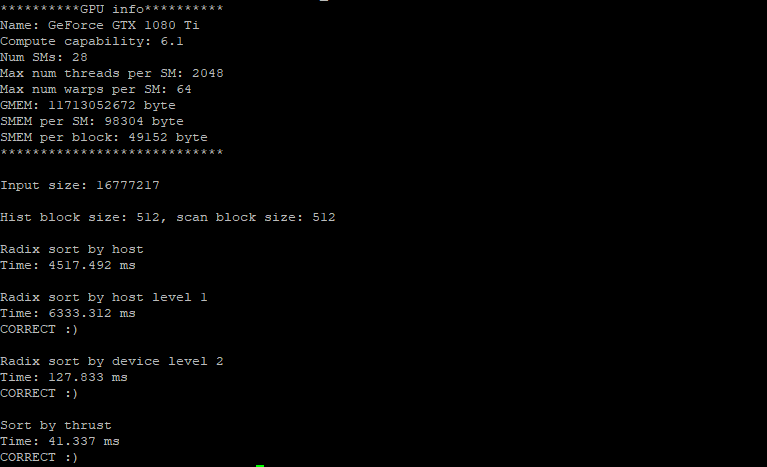 **********GPU info**********
Name: GeForce GTX 1080 Ti
Compute capability: 6.1
Num SMs: 28
Max num threads per SM: 2048
Max num warps per SM: 64
GMEM: 11713052672 byte
SMEM per SM: 98304 byte
SMEM per block: 49152 byte
****************************
Input size: 16777217
Hist block size: 512, scan block size: 512
Radix sort by host
Time: 4517.492 ms
Radix sort by host level 1
Time: 6333.312 ms
CORRECT :)
Radix sort by device level 2
Time: 127.833 ms
CORRECT :)
Sort by thrust
Time: 41.337 ms
CORRECT :)